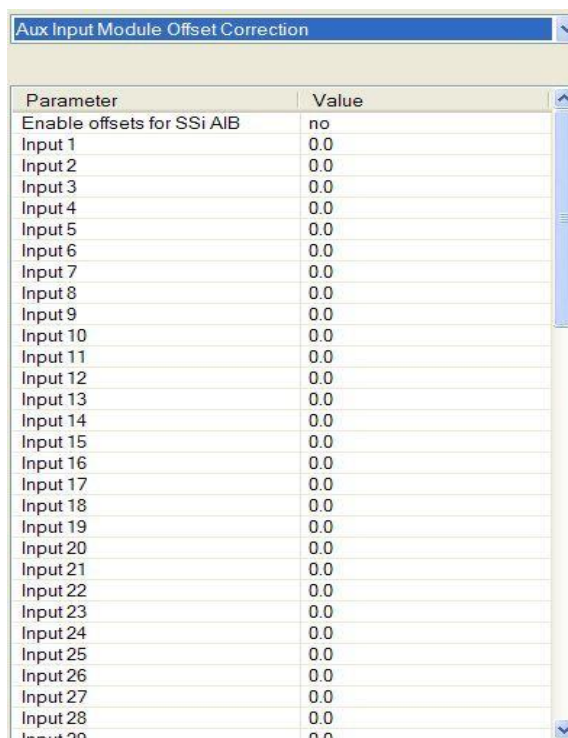 Aux Input Module Offset Correction
Parameter Value
Enable offsets for SSi AIB no
Input 1 0.0
Input 2 0.0
Input 3 0.0
Input 4 0.0
Input 5 0.0
Input 6 0.0
Input 7 0.0
Input 8 0.0
Input 9 0.0
Input 10 0.0
Input 11 0.0
Input 12 0.0
Input 13 0.0
Input 14 0.0
Input 15 0.0
Input 16 0.0
Input 17 0.0
Input 18 0.0
Input 19 0.0
Input 20 0.0
Input 21 0.0
Input 22 0.0
Input 23 0.0
Input 24 0.0
Input 25 0.0
Input 26 0.0
Input 27 0.0
Input 28 0.0
Input 29 0.0